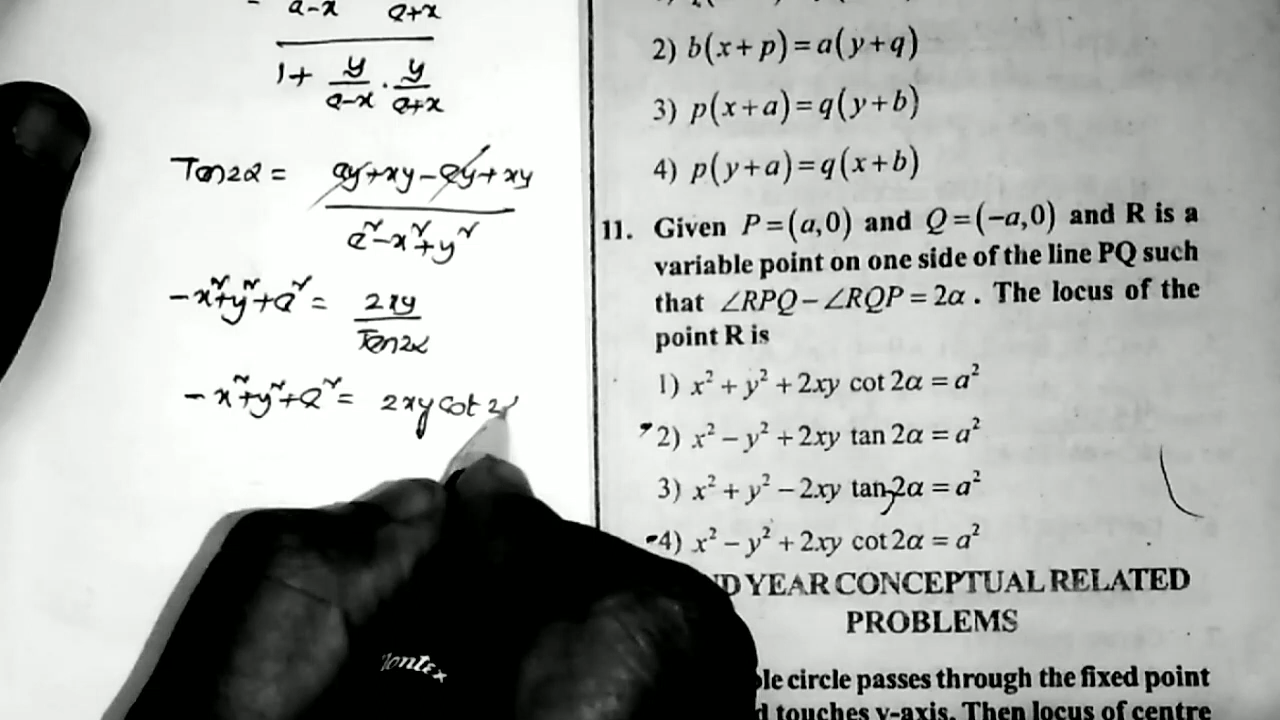 a-x a+x
1+ y/a-x . y/a+x
Tan2α = ay+xy-ay+xy / a²-x²+y²
-x²+y²+a² = 2xy / Tan2α
-x²+y²+a² = 2xy cot 2
Montex
2) b(x+p)=a(y+q)
3) p(x+a)=q(y+b)
4) p(y+a)=q(x+b)
11. Given P=(a,0) and Q=(-a,0) and R is a
variable point on one side of the line PQ such
that ∠RPQ-∠RQP=2α. The locus of the
point R is
1) x²+y²+2xy cot 2α=a²
2) x²-y²+2xy tan 2α=a²
3) x²+y²-2xy tan 2α=a²
4) x²-y²+2xy cot 2α=a²
YEAR CONCEPTUAL RELATED
PROBLEMS
circle passes through the fixed point
touches y-axis. Then locus of centre